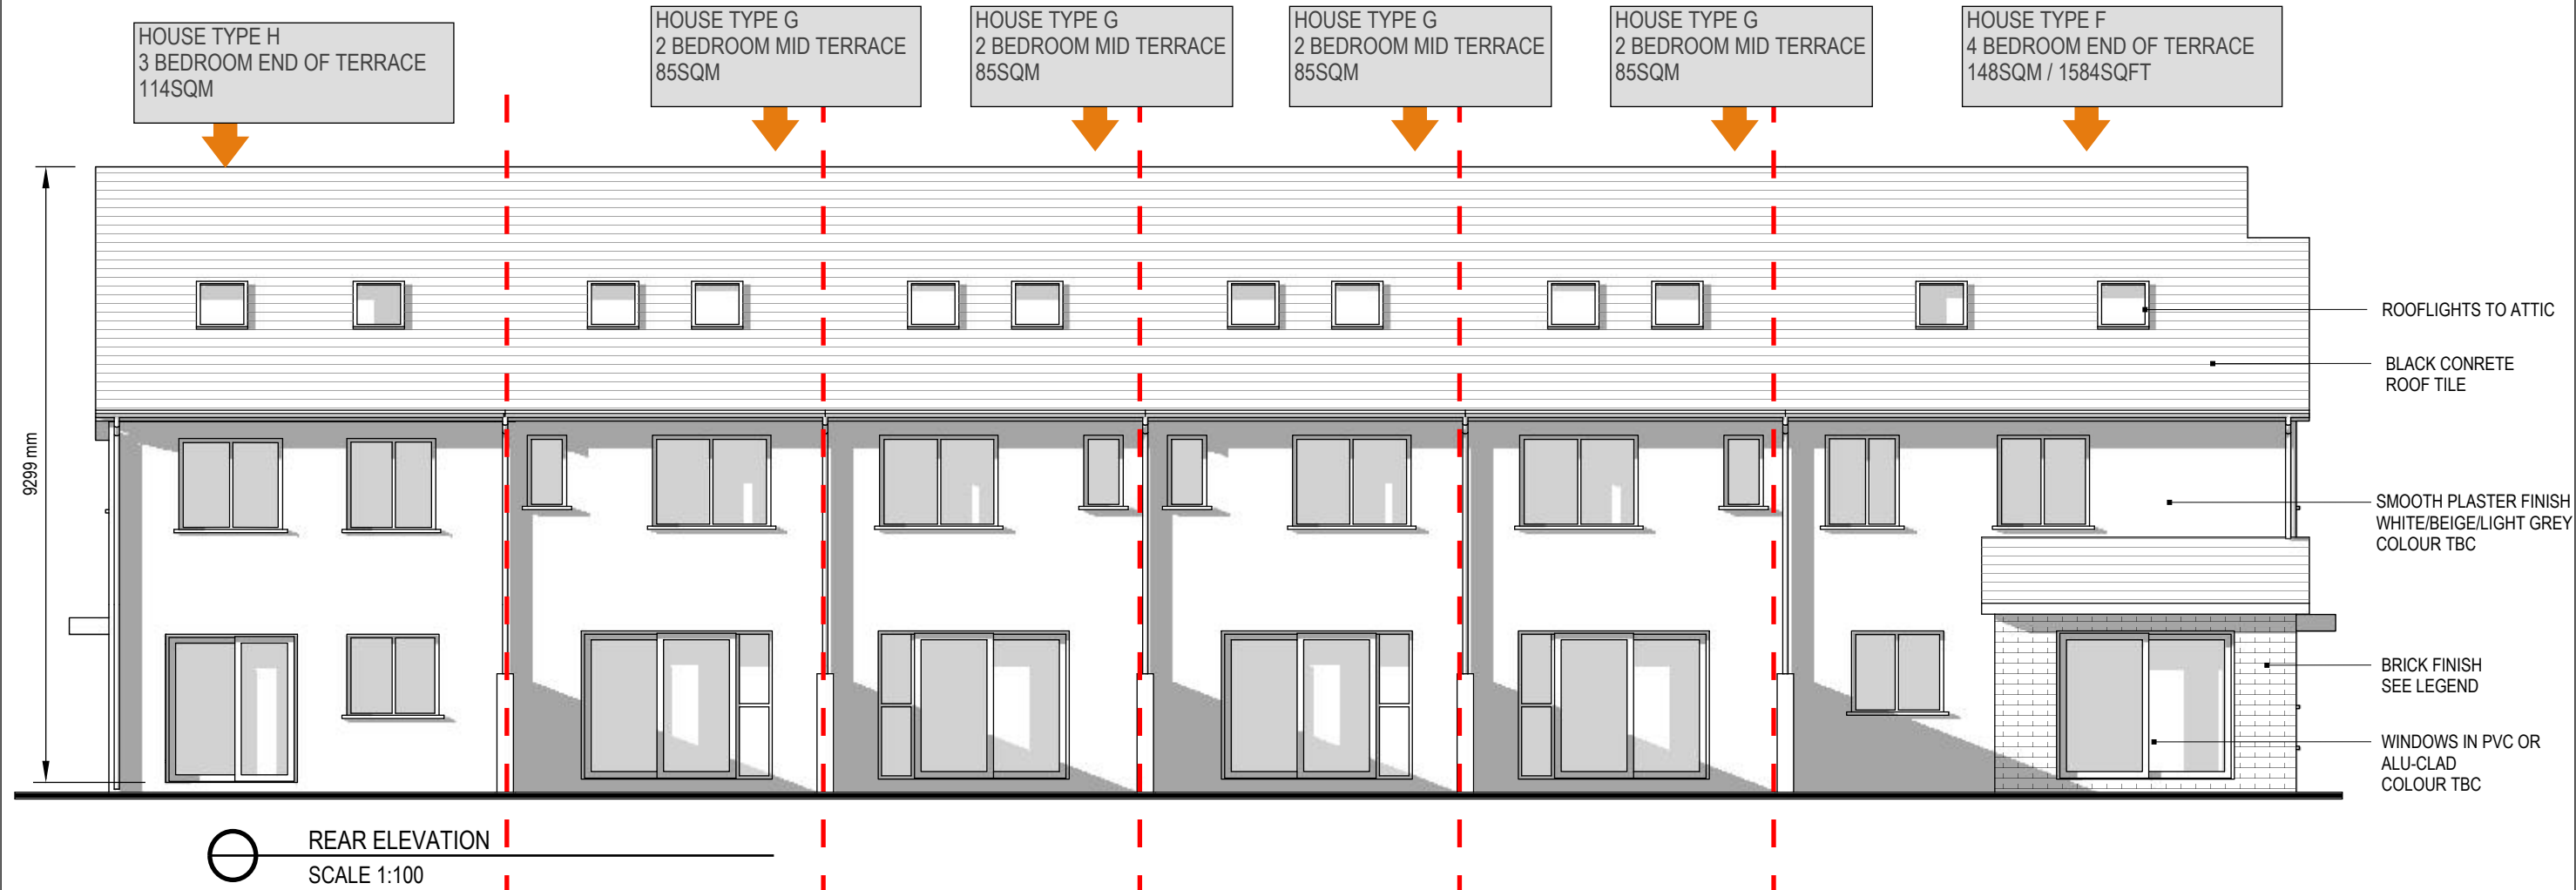 HOUSE TYPE H
3 BEDROOM END OF TERRACE
114SQM
HOUSE TYPE G
2 BEDROOM MID TERRACE
85SQM
HOUSE TYPE G
2 BEDROOM MID TERRACE
85SQM
HOUSE TYPE G
2 BEDROOM MID TERRACE
85SQM
HOUSE TYPE G
2 BEDROOM MID TERRACE
85SQM
HOUSE TYPE F
4 BEDROOM END OF TERRACE
148SQM / 1584SQFT
9299 mm
ROOFLIGHTS TO ATTIC
BLACK CONRETE
ROOF TILE
SMOOTH PLASTER FINISH
WHITE/BEIGE/LIGHT GREY
COLOUR TBC
BRICK FINISH
SEE LEGEND
WINDOWS IN PVC OR
ALU-CLAD
COLOUR TBC
REAR ELEVATION
SCALE 1:100